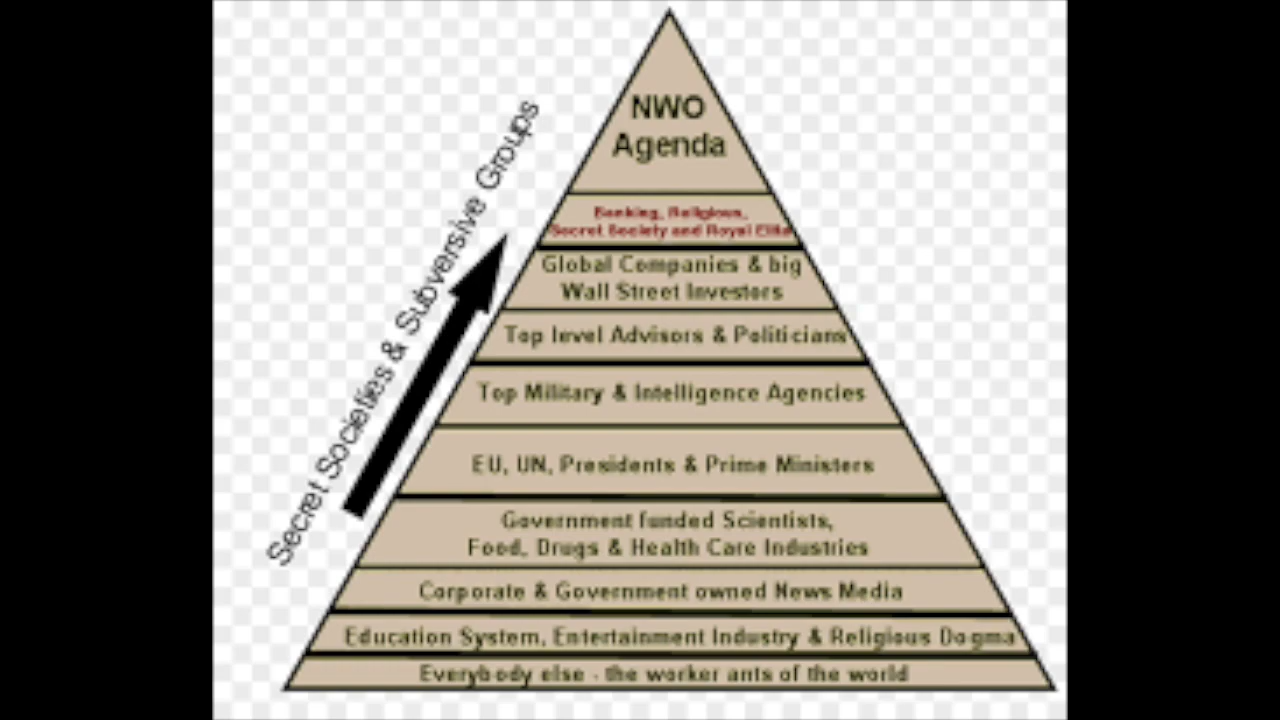 NWO
Agenda
Banking, Religious,
Secret Society and Royal Elite
Global Companies & big
Wall Street Investors
Top level Advisors & Politicians
Top Military & Intelligence Agencies
EU, UN, Presidents & Prime Ministers
Government funded Scientists,
Food, Drugs & Health Care Industries
Corporate & Government owned News Media
Education System, Entertainment Industry & Religious Dogma
Everybody else - the worker ants of the world
Secret Societies & Subversive Groups